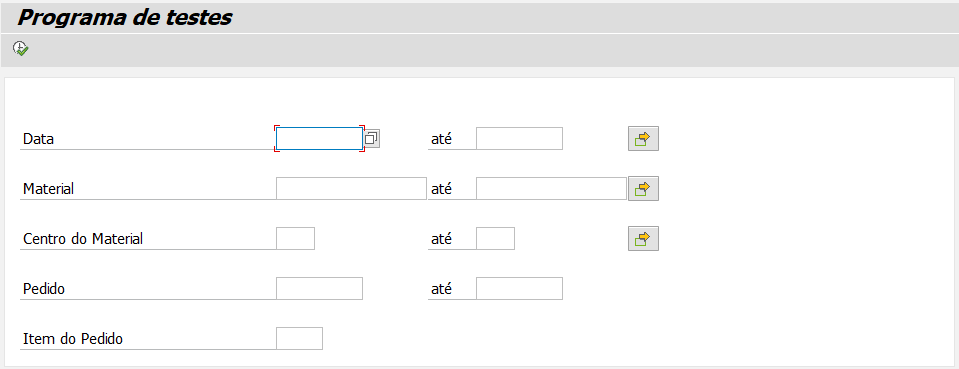 Programa de testes
Data até
Material até
Centro do Material até
Pedido até
Item do Pedido